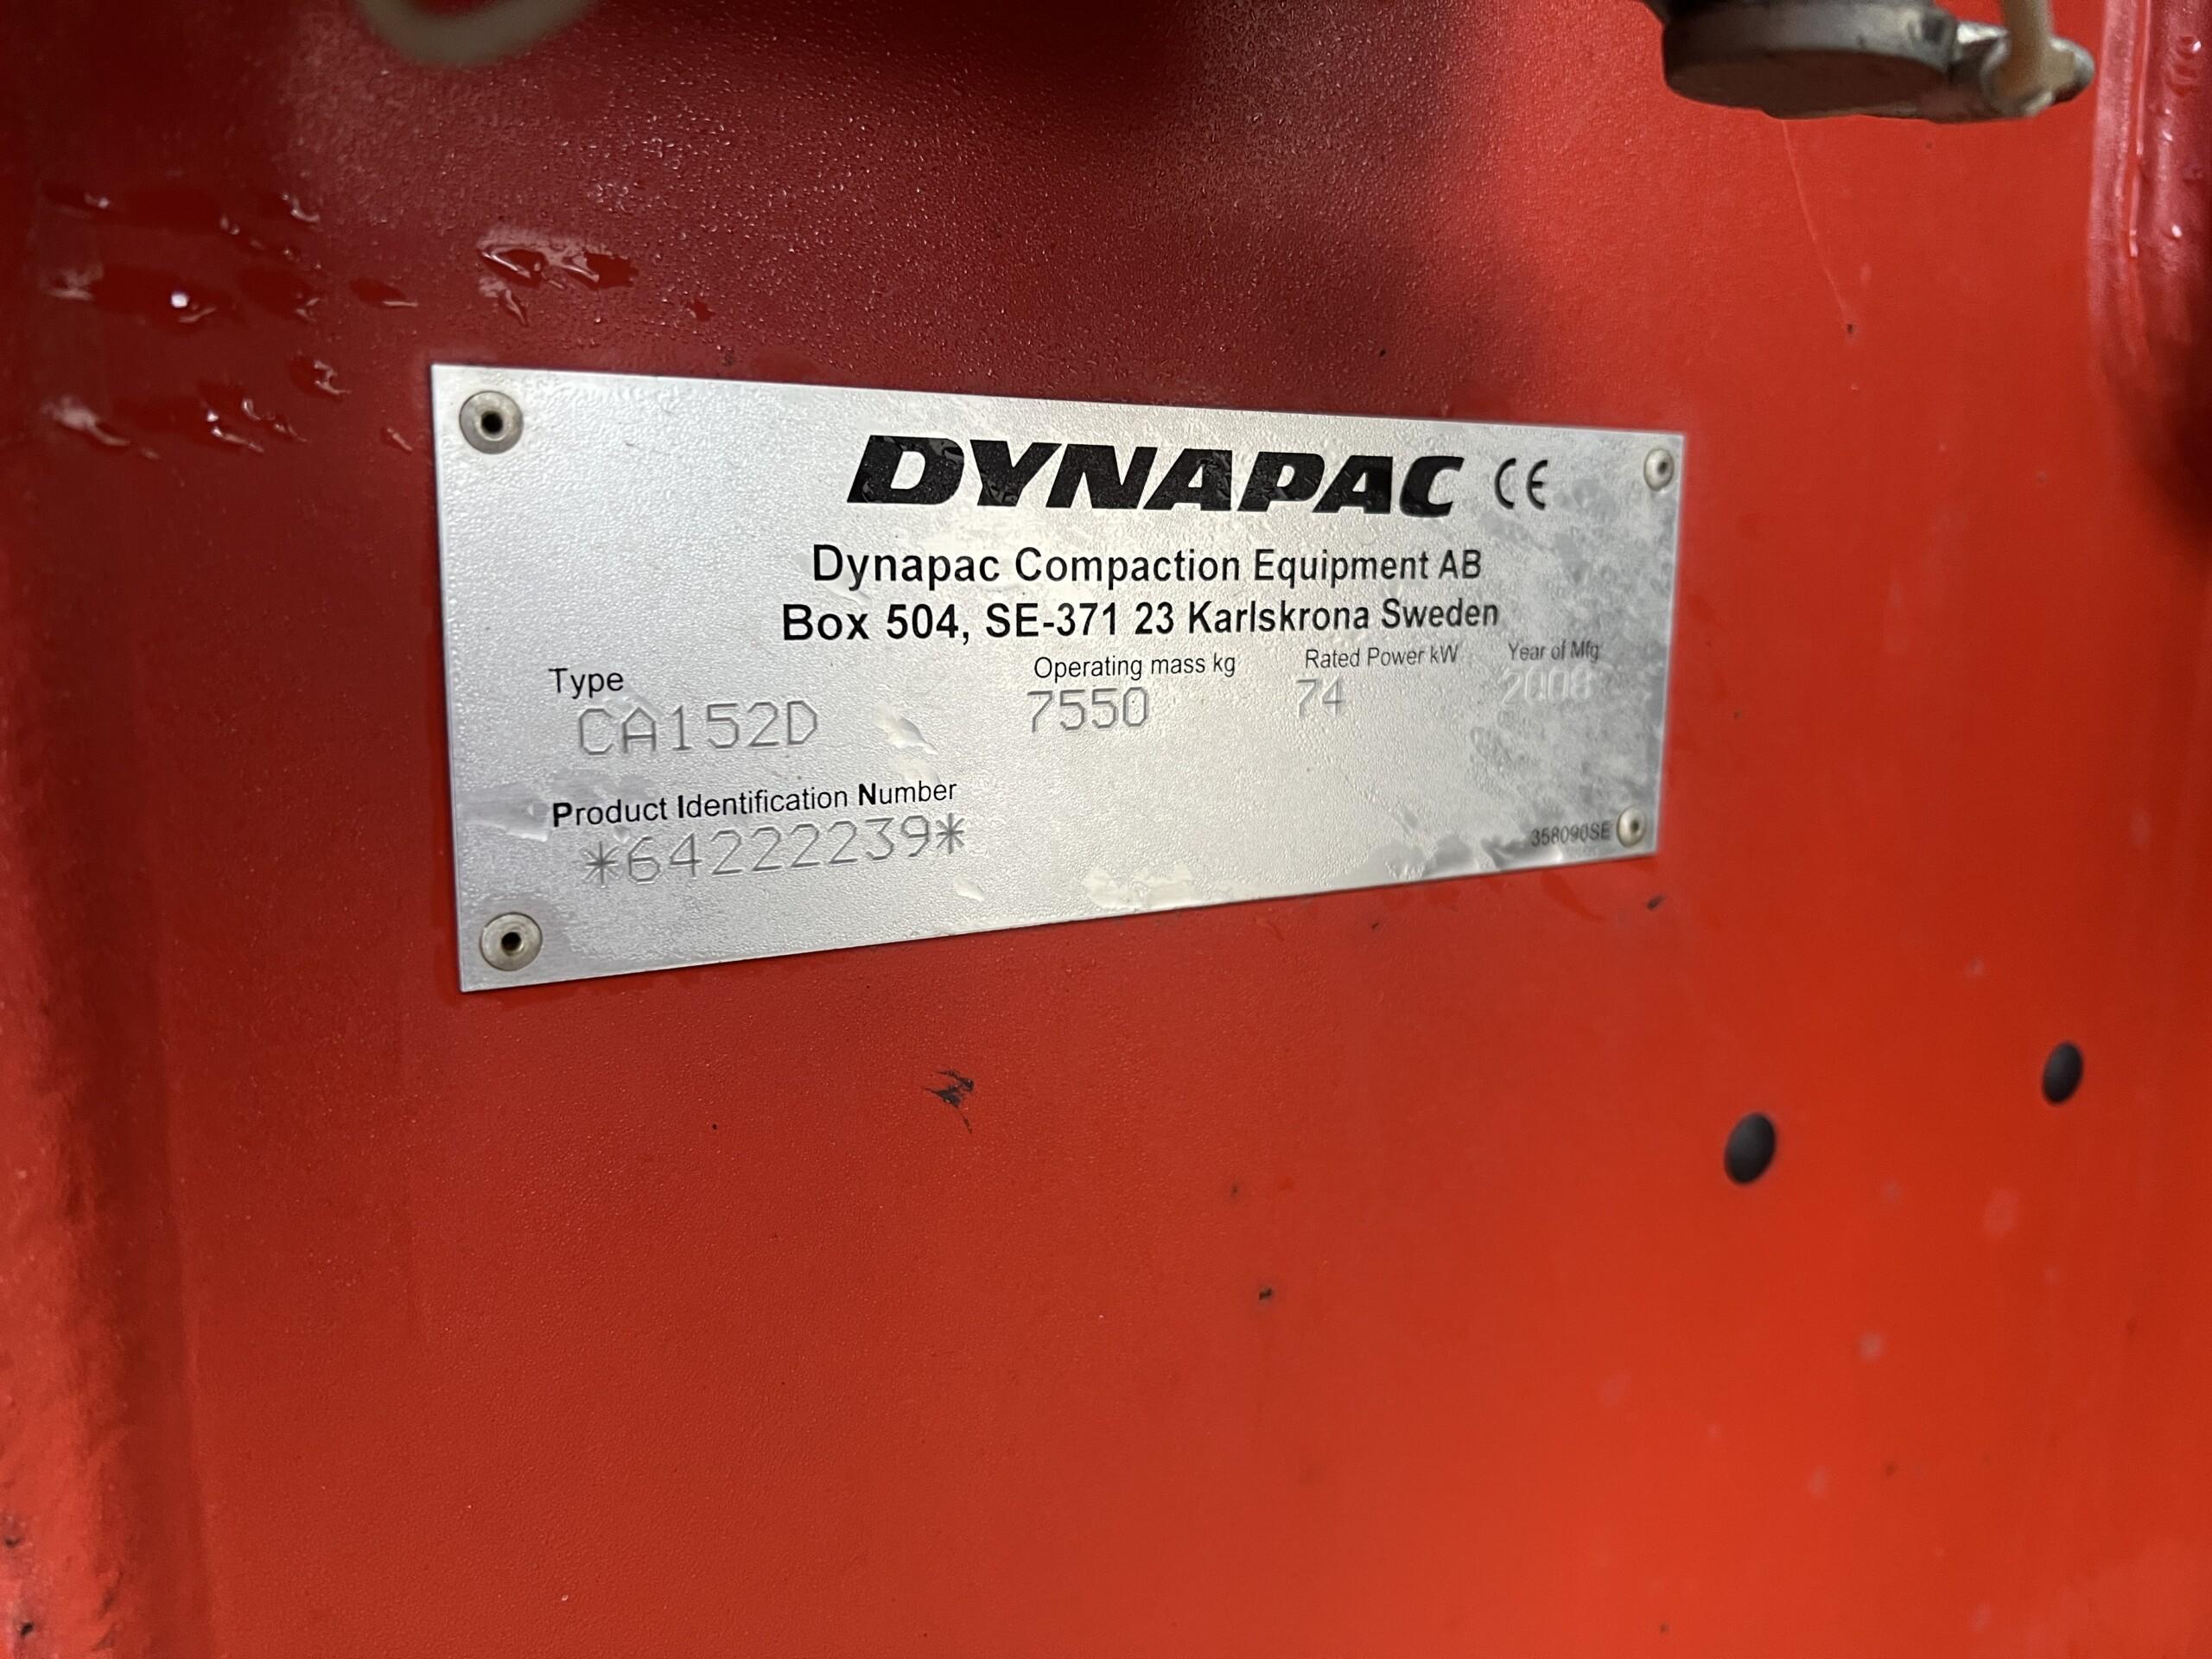 DYNAPAC CE
Dynapac Compaction Equipment AB
Box 504, SE-371 23 Karlskrona Sweden
Type Operating mass kg Rated Power kW Year of Mfg
CA152D 7550 74 2008
Product Identification Number
*64222239*
358090SE